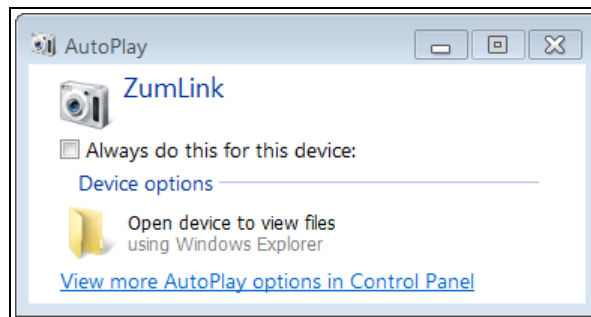 AutoPlay
ZumLink
Always do this for this device:
Device options
Open device to view files
using Windows Explorer
View more AutoPlay options in Control Panel